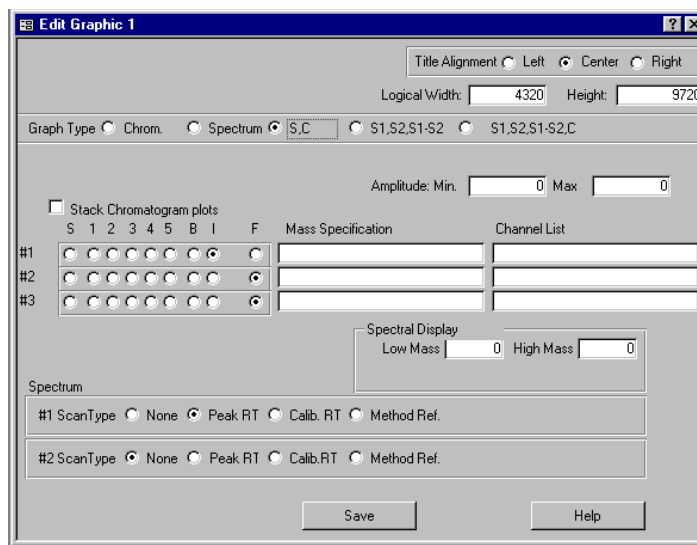 Edit Graphic 1
Title Alignment Left Center Right
Logical Width: 4320 Height: 9720
Graph Type Chrom. Spectrum S,C S1,S2,S1-S2 S1,S2,S1-S2,C
Amplitude: Min. 0 Max 0
Stack Chromatogram plots
S 1 2 3 4 5 B I F Mass Specification Channel List
#1
#2
#3
Spectral Display
Low Mass 0 High Mass 0
Spectrum
#1 ScanType None Peak RT Calib. RT Method Ref.
#2 ScanType None Peak RT Calib.RT Method Ref.
Save Help